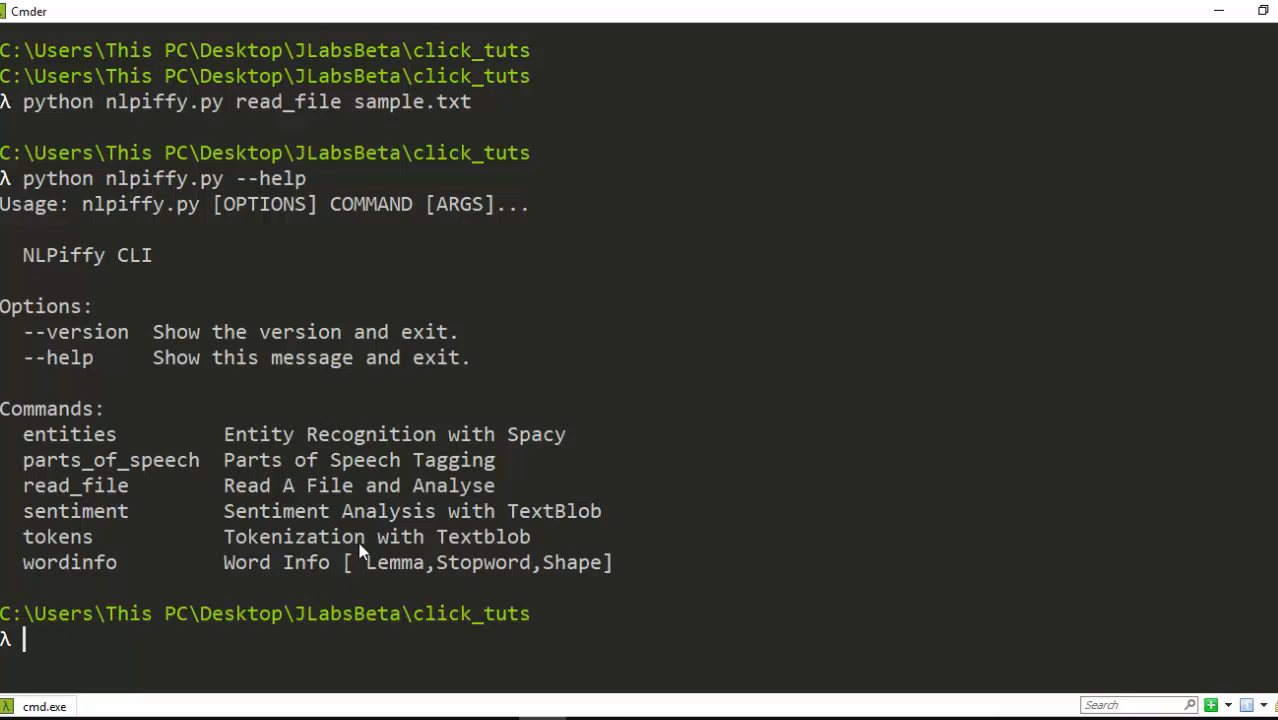 Cmder
C:\Users\This PC\Desktop\JLabsBeta\click_tuts
C:\Users\This PC\Desktop\JLabsBeta\click_tuts
λ python nlpiffy.py read_file sample.txt
C:\Users\This PC\Desktop\JLabsBeta\click_tuts
λ python nlpiffy.py --help
Usage: nlpiffy.py [OPTIONS] COMMAND [ARGS]...
NLPiffy CLI
Options:
--version  Show the version and exit.
--help     Show this message and exit.
Commands:
entities         Entity Recognition with Spacy
parts_of_speech  Parts of Speech Tagging
read_file        Read A File and Analyse
sentiment        Sentiment Analysis with TextBlob
tokens           Tokenization with Textblob
wordinfo         Word Info [ Lemma,Stopword,Shape]
C:\Users\This PC\Desktop\JLabsBeta\click_tuts
λ
λ cmd.exe
Search